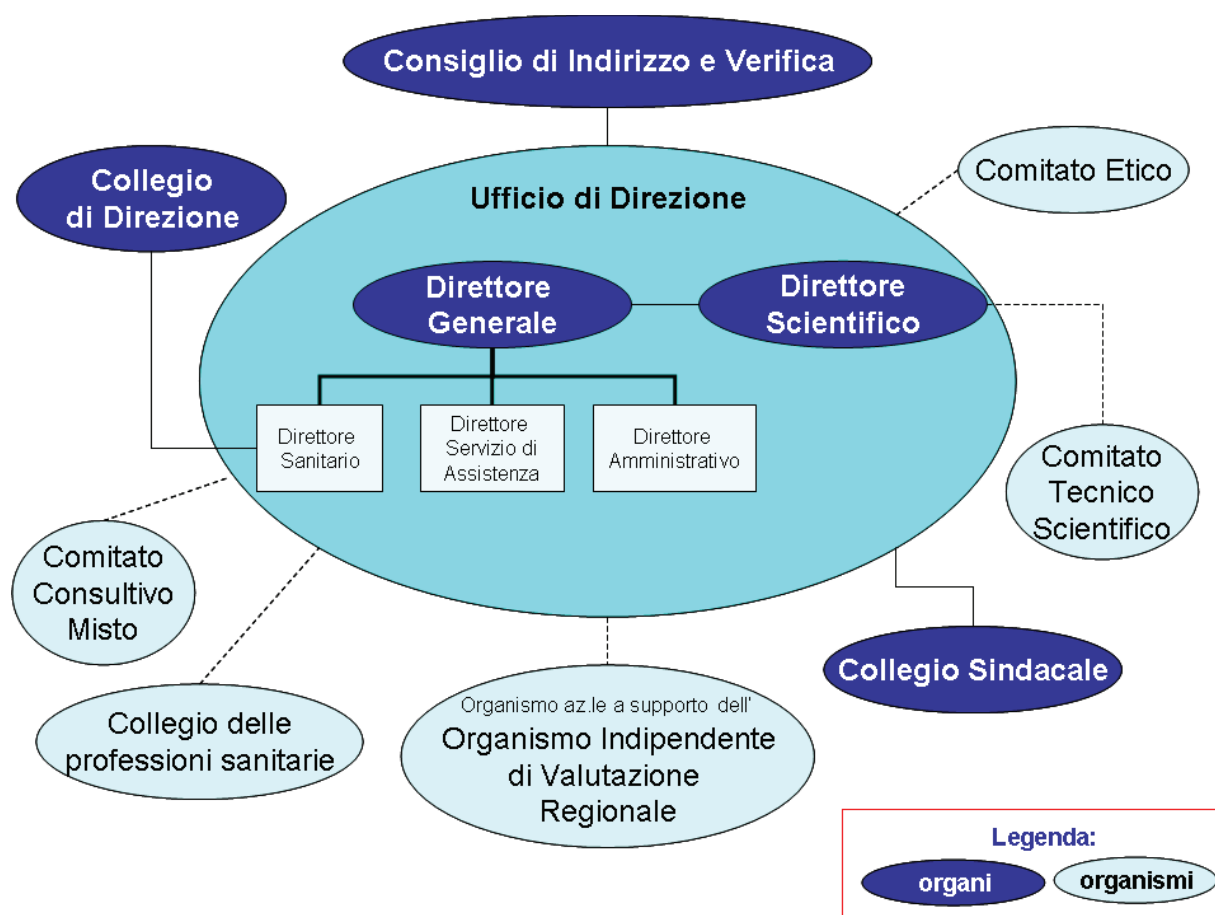 Consiglio di Indirizzo e Verifica
Collegio
di Direzione
Comitato Etico
Ufficio di Direzione
Direttore
Generale
Direttore
Scientifico
Direttore
Sanitario
Direttore
Servizio di
Assistenza
Direttore
Amministrativo
Comitato
Tecnico
Scientifico
Comitato
Consultivo
Misto
Collegio Sindacale
Collegio delle
professioni sanitarie
Organismo az.le a supporto dell'
Organismo Indipendente
di Valutazione
Regionale
Legenda:
organi
organismi